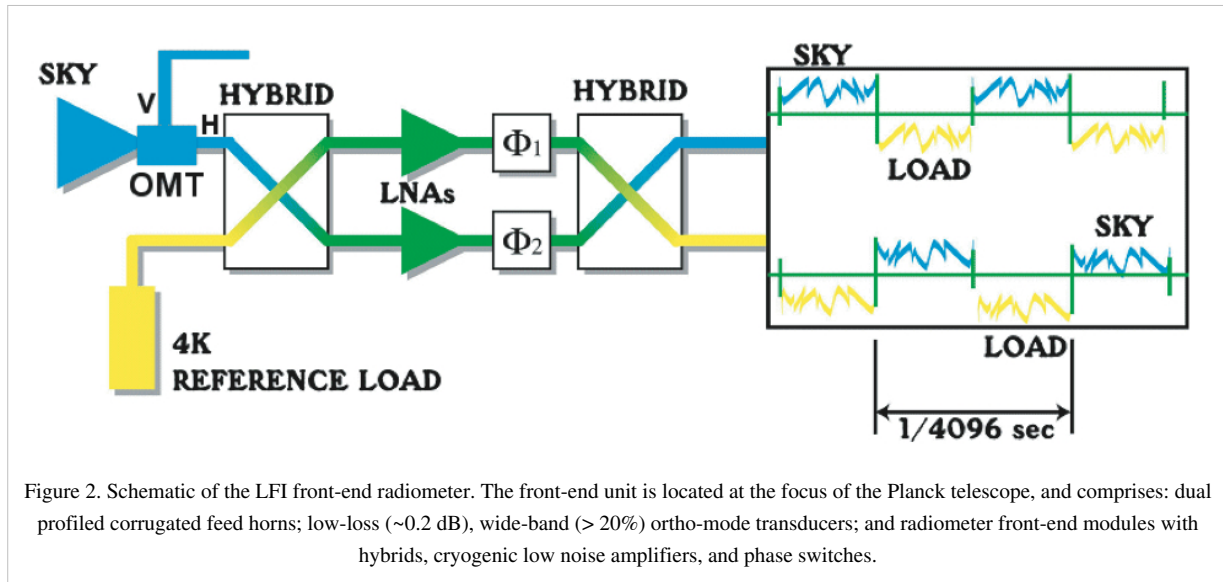 SKY
V
H
OMT
HYBRID
LNAs
Φ1
Φ2
HYBRID
4K
REFERENCE LOAD
SKY
LOAD
SKY
LOAD
1/4096 sec
Figure 2. Schematic of the LFI front-end radiometer. The front-end unit is located at the focus of the Planck telescope, and comprises: dual
profiled corrugated feed horns; low-loss (~0.2 dB), wide-band (> 20%) ortho-mode transducers; and radiometer front-end modules with
hybrids, cryogenic low noise amplifiers, and phase switches.